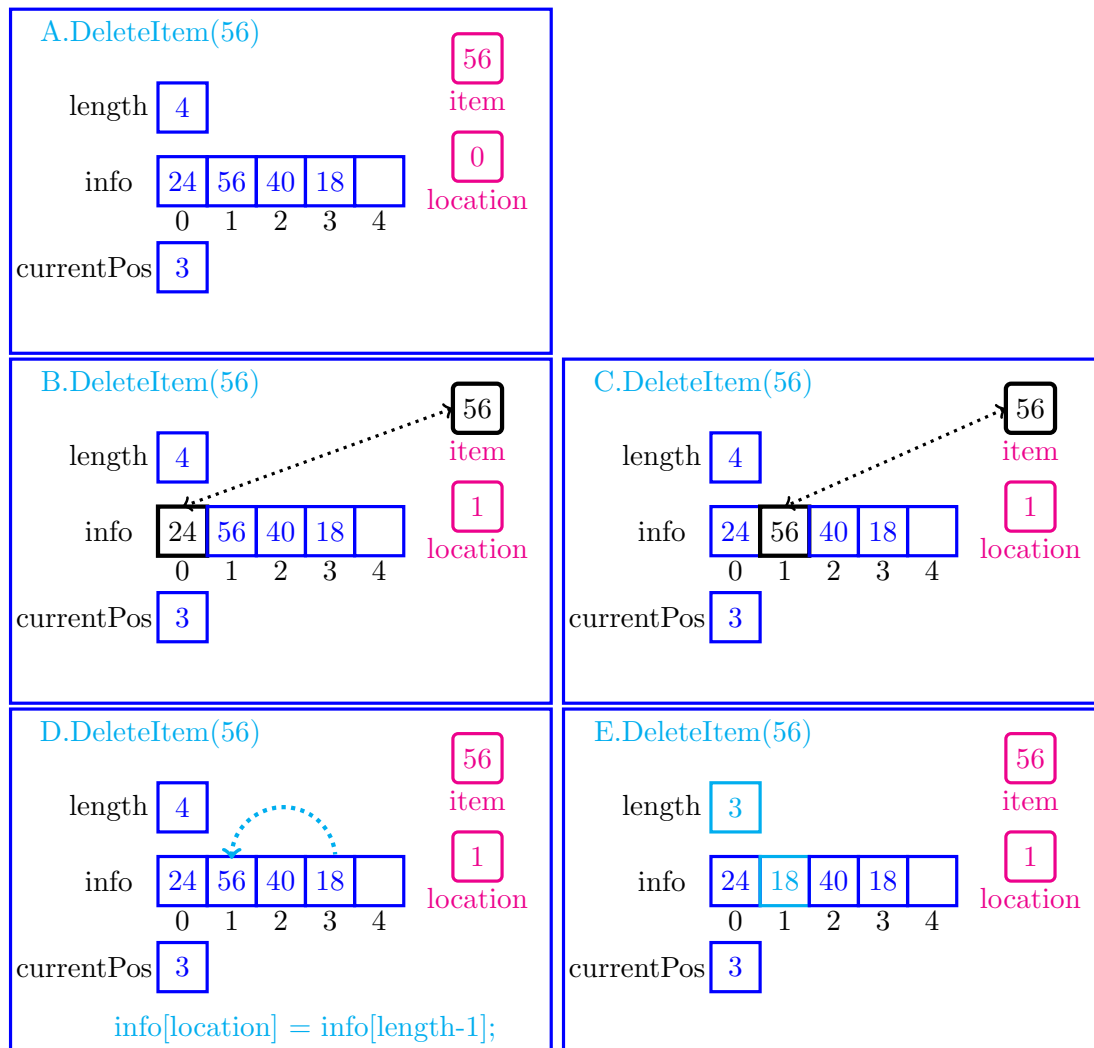 A.DeleteItem(56)
56
item
length 4
0
location
info 24 56 40 18
0 1 2 3 4
currentPos 3
B.DeleteItem(56)
56
item
length 4
1
location
info 24 56 40 18
0 1 2 3 4
currentPos 3
C.DeleteItem(56)
56
item
length 4
1
location
info 24 56 40 18
0 1 2 3 4
currentPos 3
D.DeleteItem(56)
56
item
length 4
1
location
info 24 56 40 18
0 1 2 3 4
currentPos 3
info[location] = info[length-1];
E.DeleteItem(56)
56
item
length 3
1
location
info 24 18 40 18
0 1 2 3 4
currentPos 3